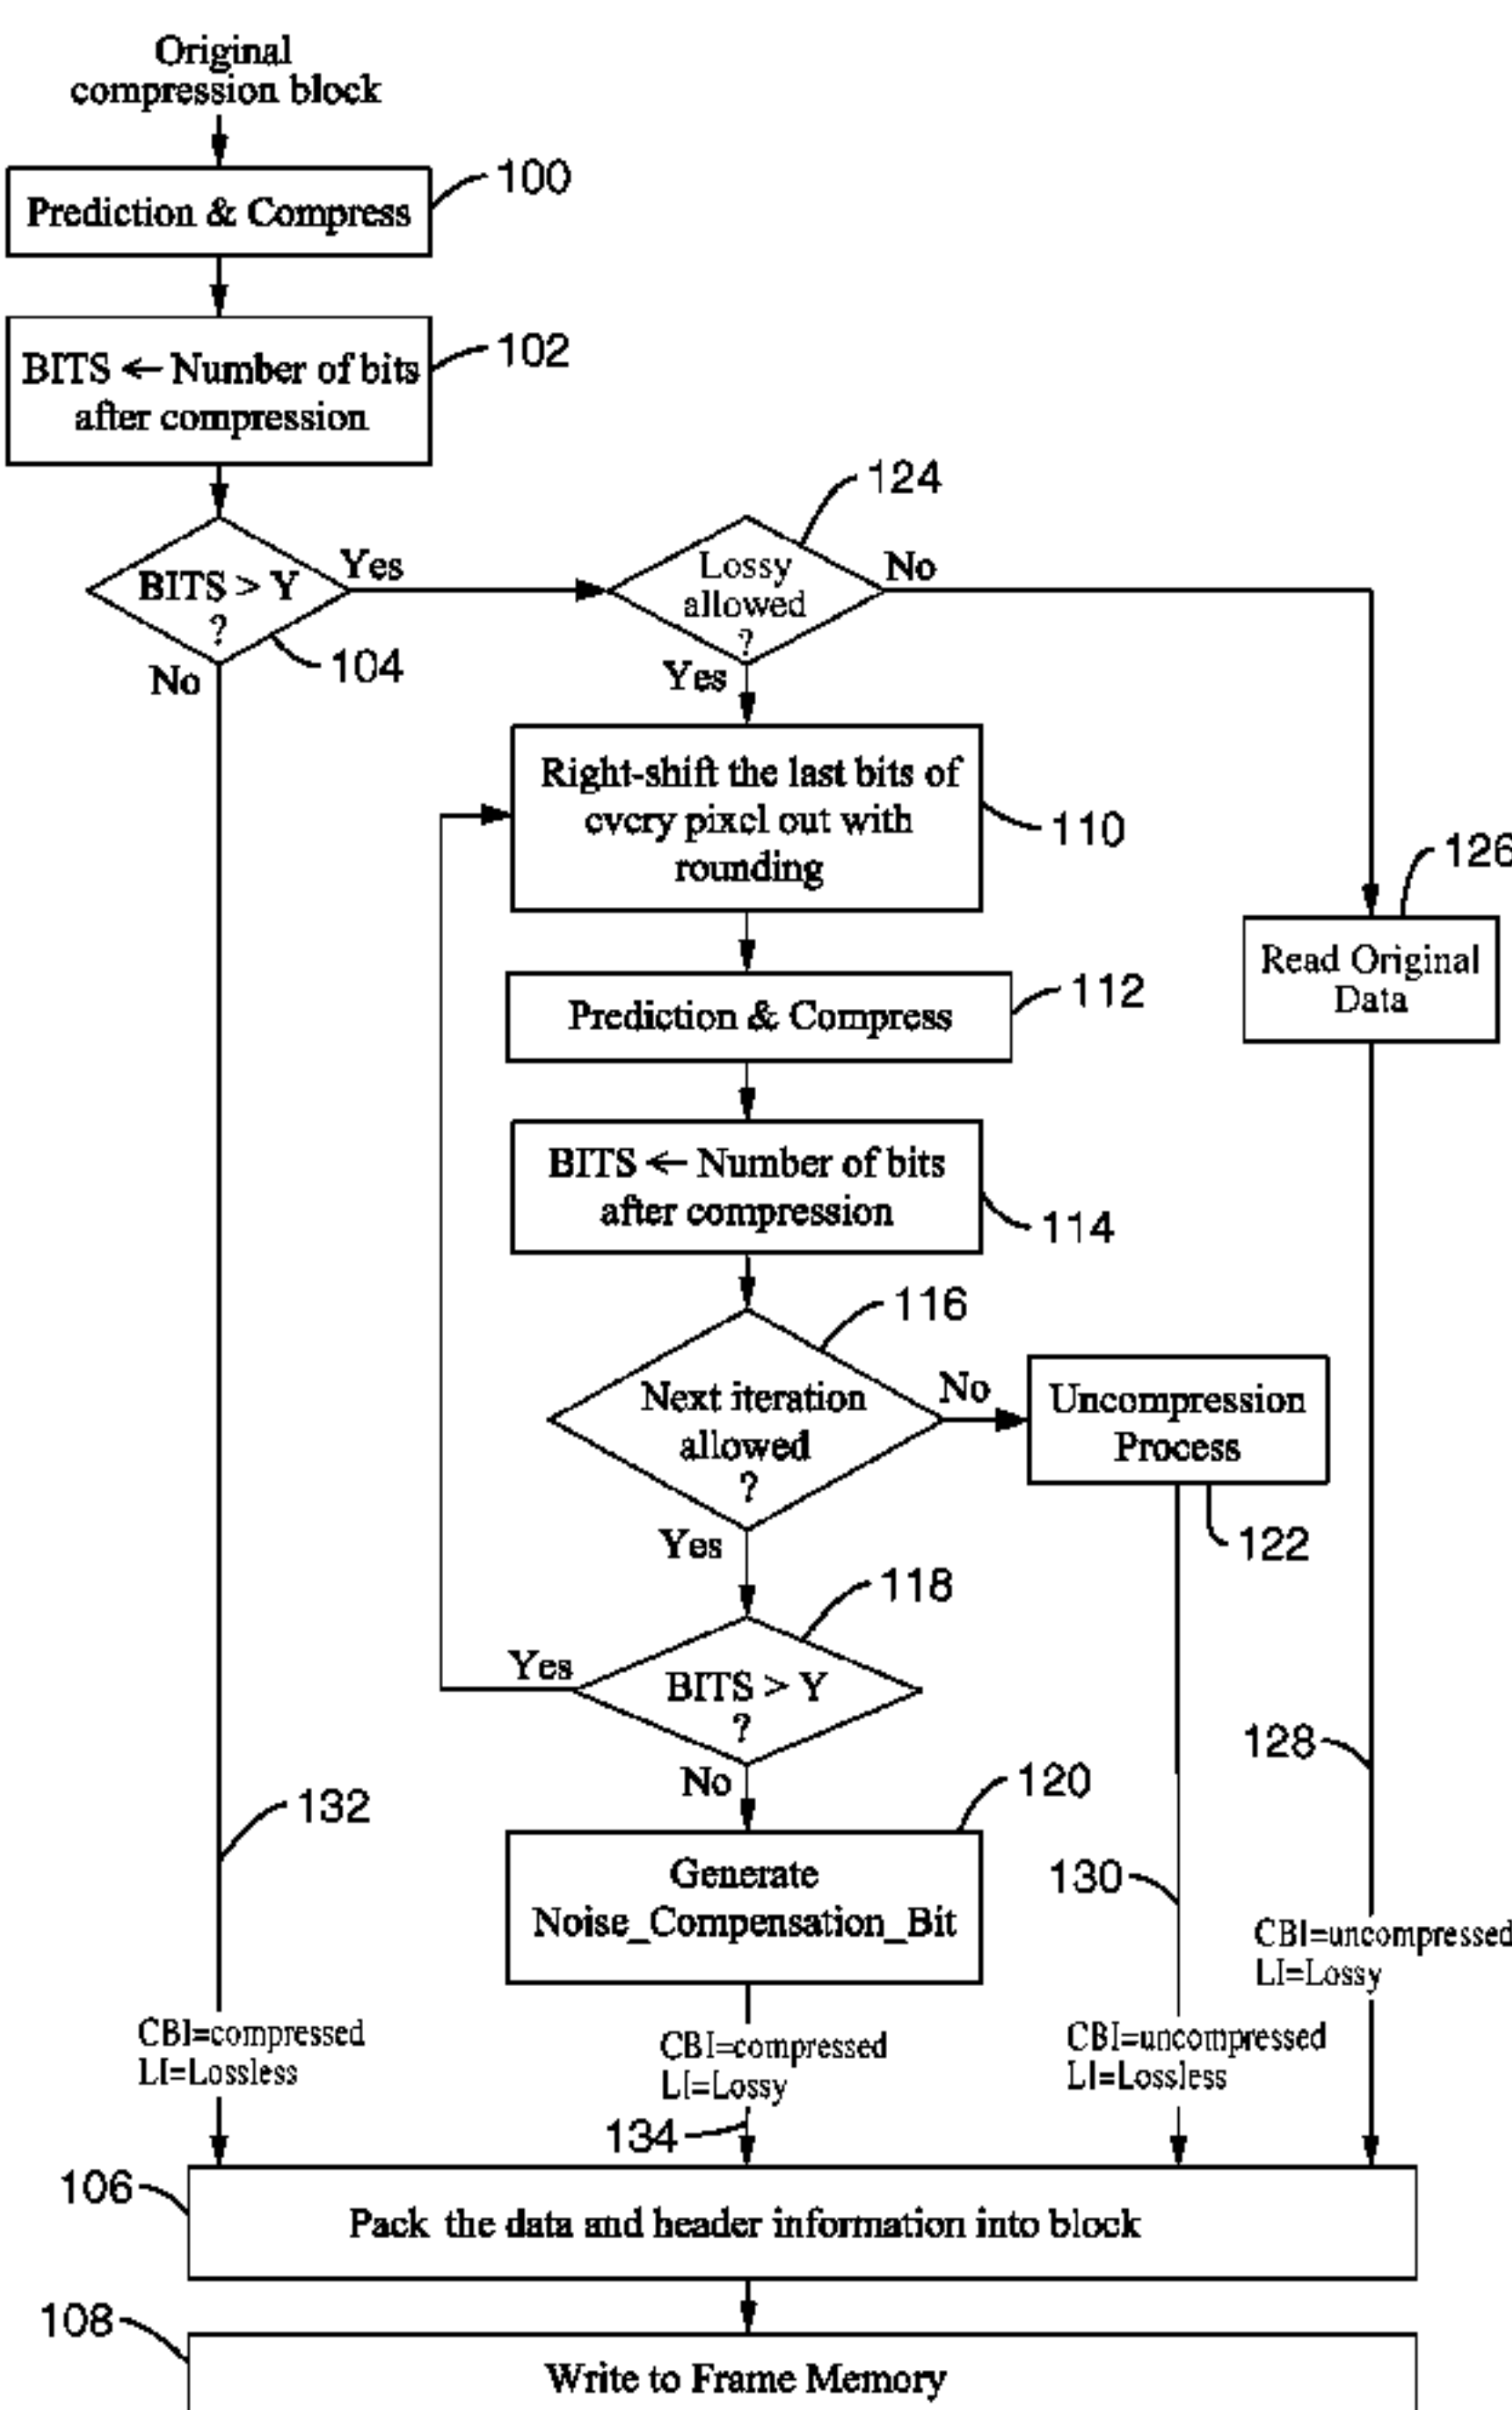 Original
compression block
Prediction & Compress
100
BITS ← Number of bits
after compression
102
BITS > Y
?
Yes
No
104
Lossy
allowed
?
124
No
Yes
Right-shift the last bits of
every pixel out with
rounding
110
126
Read Original
Data
Prediction & Compress
112
BITS ← Number of bits
after compression
114
116
Next iteration
allowed
?
No
Yes
Uncompression
Process
122
118
BITS > Y
?
Yes
No
128
132
120
Generate
Noise_Compensation_Bit
130
CBI=uncompressed
LI=Lossy
CBI=compressed
LI=Lossless
CBI=compressed
LI=Lossy
CBI=uncompressed
LI=Lossless
134
106
Pack the data and header information into block
108
Write to Frame Memory